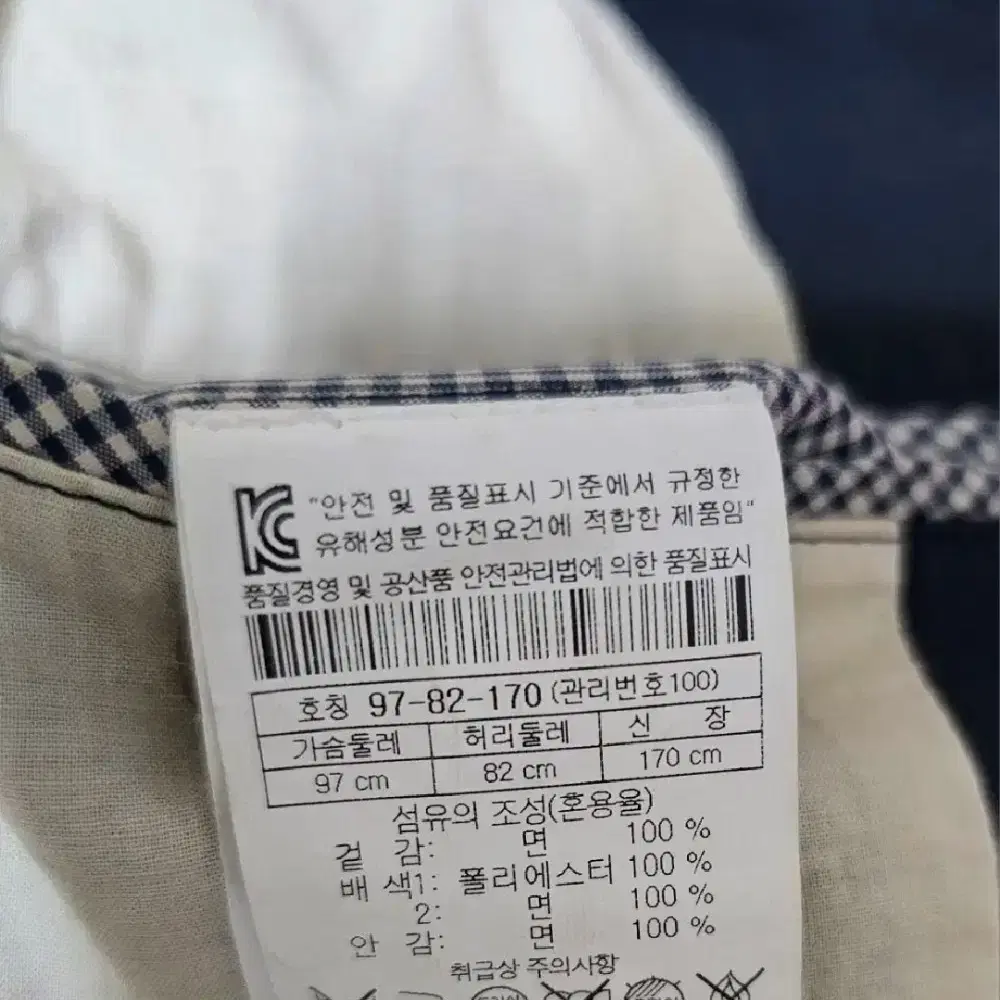 KC "안전 및 품질표시 기준에서 규정한
유해성분 안전요건에 적합한 제품임"
품질경영 및 공산품 안전관리법에 의한 품질표시
호칭 97-82-170 (관리번호100)
가슴둘레 허리둘레 신 장
97 cm 82 cm 170 cm
섬유의 조성(혼용율)
겉 감: 면 100 %
배 색1: 폴리에스터 100 %
2: 면 100 %
안 감: 면 100 %
취급상 주의사항